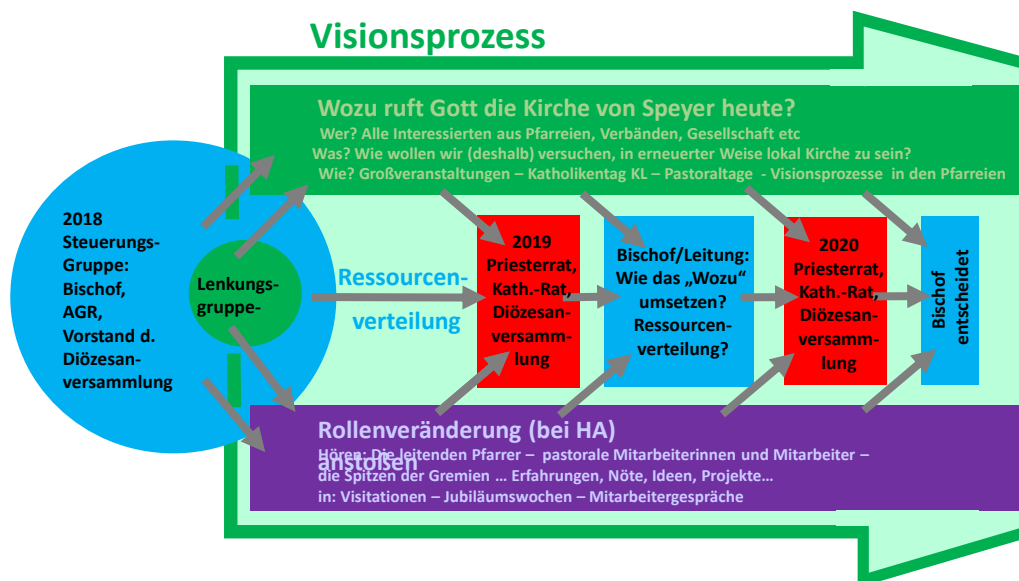 Visionsprozess
Wozu ruft Gott die Kirche von Speyer heute?
Wer? Alle Interessierten aus Pfarreien, Verbänden, Gesellschaft etc
Was? Wie wollen wir (deshalb) versuchen, in erneuerter Weise lokal Kirche zu sein?
Wie? Großveranstaltungen – Katholikentag KL – Pastoraltage - Visionsprozesse in den Pfarreien
2018
Steuerungs-
Gruppe:
Bischof,
AGR,
Vorstand d.
Diözesan-
versammlung
Lenkungs-
gruppe-
Ressourcen-
verteilung
2019
Priesterrat,
Kath.-Rat,
Diözesan-
versamm-
lung
Bischof/Leitung:
Wie das „Wozu“
umsetzen?
Ressourcen-
verteilung?
2020
Priesterrat,
Kath.-Rat,
Diözesan-
versamm-
lung
Bischof
entscheidet
Rollenveränderung (bei HA)
anstoßen
Hören: Die leitenden Pfarrer – pastorale Mitarbeiterinnen und Mitarbeiter –
die Spitzen der Gremien … Erfahrungen, Nöte, Ideen, Projekte…
in: Visitationen – Jubiläumswochen – Mitarbeitergespräche